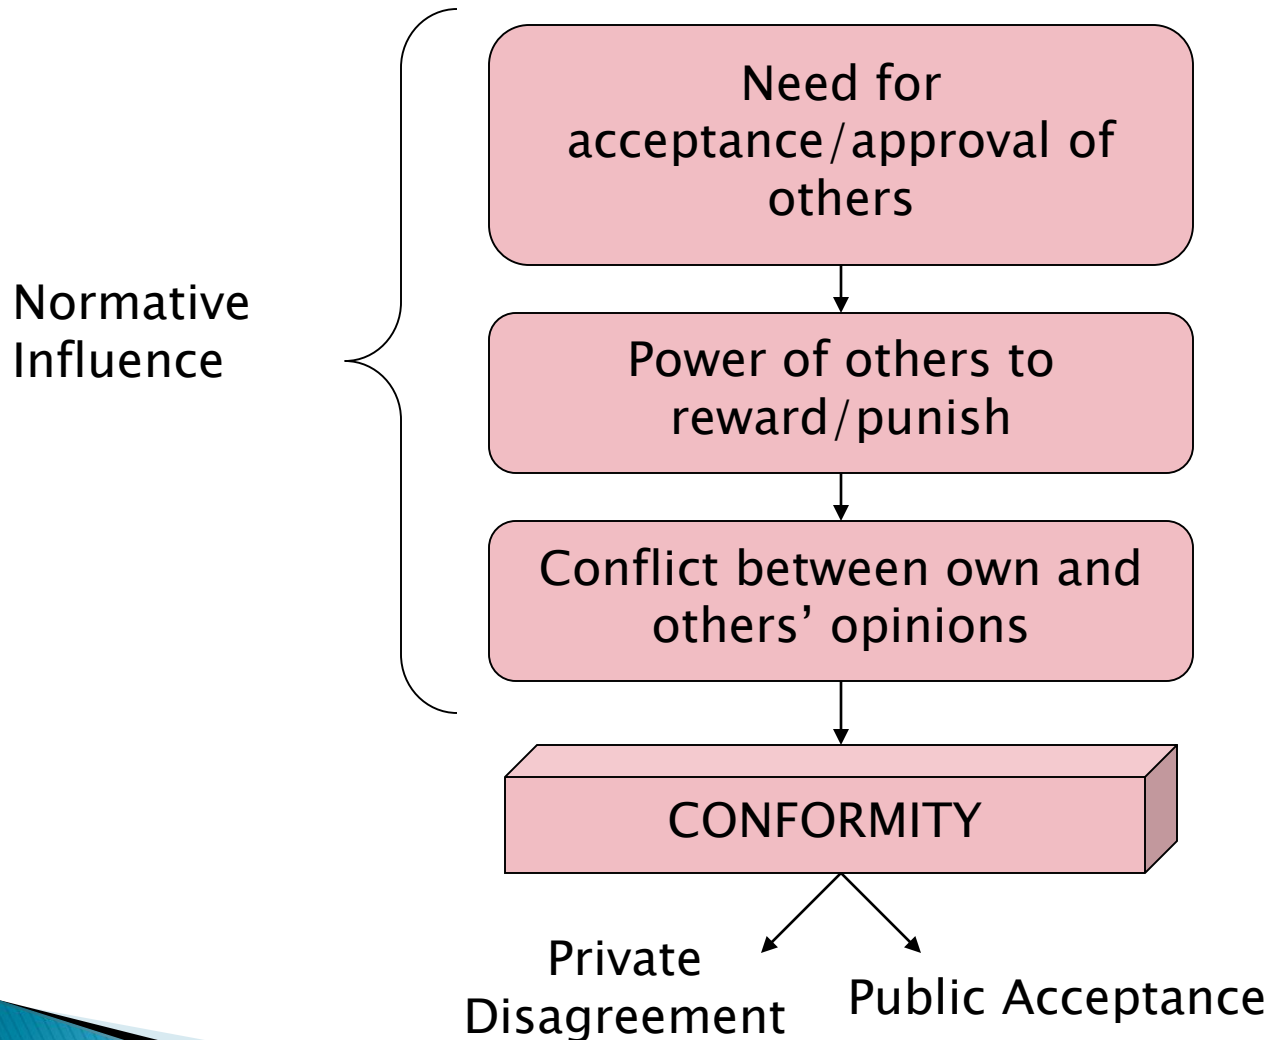 Need for
acceptance/approval of
others
Normative
Influence
Power of others to
reward/punish
Conflict between own and
others’ opinions
CONFORMITY
Private
Disagreement
Public Acceptance